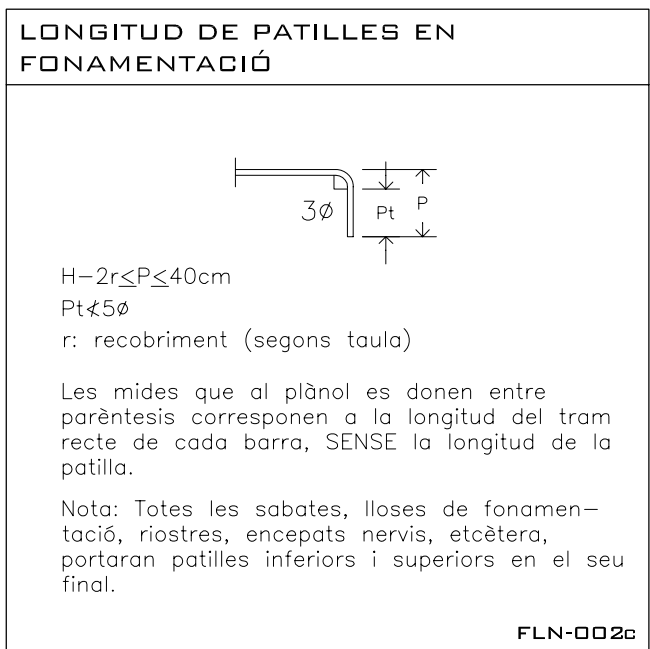 LONGITUD DE PATILLES EN
FONAMENTACIÓ
3ø
Pt
P
H-2r≤P≤40cm
Pt≮5ø
r: recobriment (segons taula)
Les mides que al plànol es donen entre
parèntesis corresponen a la longitud del tram
recte de cada barra, SENSE la longitud de la
patilla.
Nota: Totes les sabates, lloses de fonamen-
tació, riostres, encepats nervis, etcètera,
portaran patilles inferiors i superiors en el seu
final.
FLN-002c